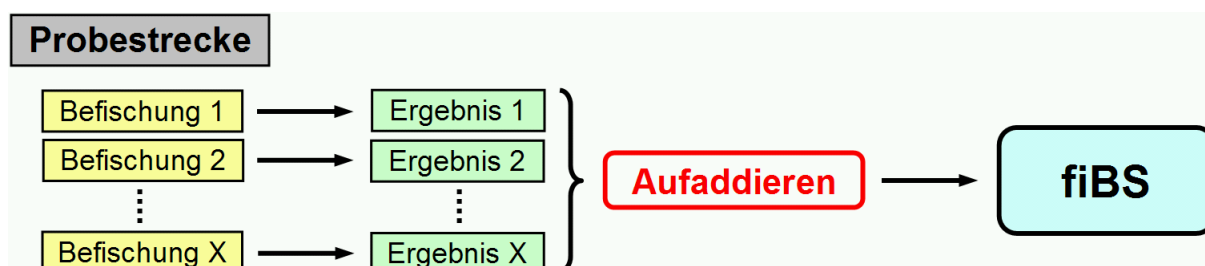 Probestrecke
Befischung 1
Ergebnis 1
Befischung 2
Ergebnis 2
Aufaddieren
fiBS
Befischung X
Ergebnis X